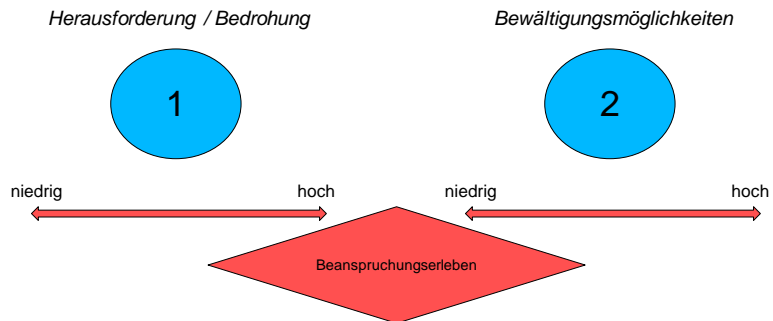 Herausforderung / Bedrohung
Bewältigungsmöglichkeiten
1
2
niedrig
hoch
niedrig
hoch
Beanspruchungserleben